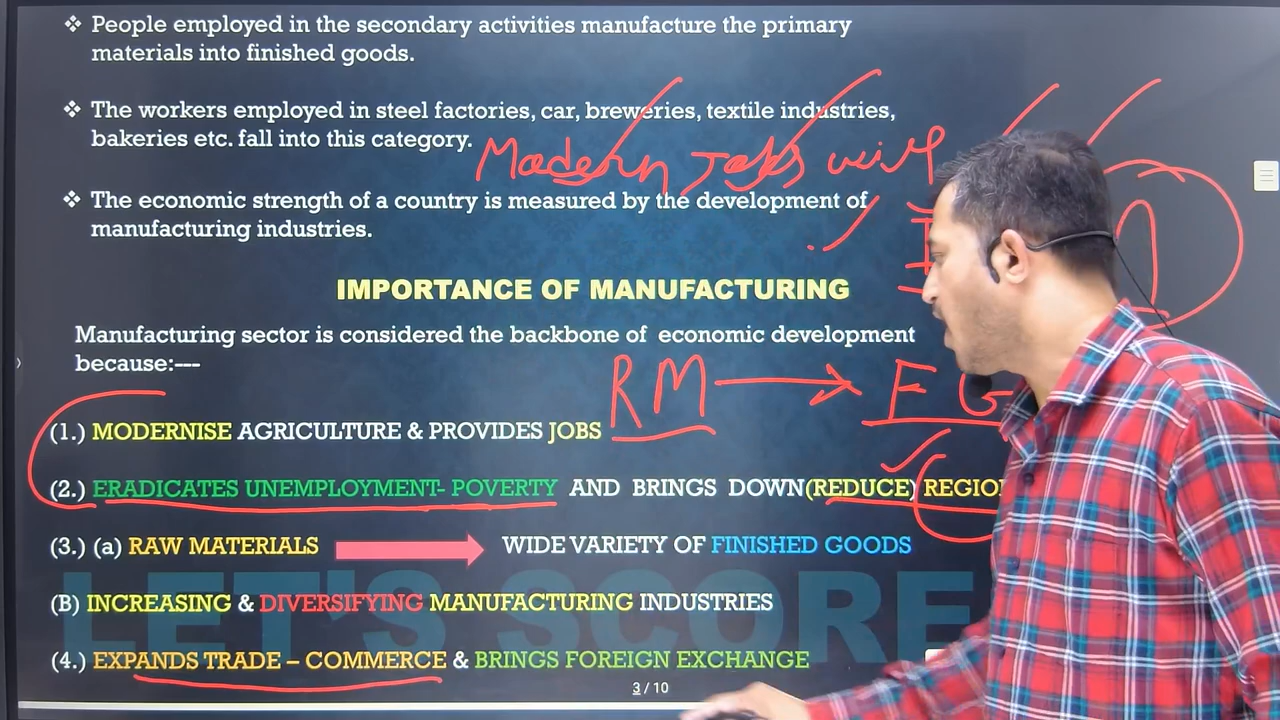 ❖ People employed in the secondary activities manufacture the primary
materials into finished goods.
❖ The workers employed in steel factories, car, breweries, textile industries,
bakeries etc. fall into this category.
Modern Jobs with
❖ The economic strength of a country is measured by the development of
manufacturing industries.
IMPORTANCE OF MANUFACTURING
Manufacturing sector is considered the backbone of economic development
because:---
RM → F G
(1.) MODERNISE AGRICULTURE & PROVIDES JOBS
(2.) ERADICATES UNEMPLOYMENT- POVERTY AND BRINGS DOWN(REDUCE)
(3.) (a) RAW MATERIALS WIDE VARIETY OF FINISHED GOODS
(B) INCREASING & DIVERSIFYING MANUFACTURING INDUSTRIES
LET'S SCORE
(4.) EXPANDS TRADE – COMMERCE & BRINGS FOREIGN EXCHANGE
3 / 10